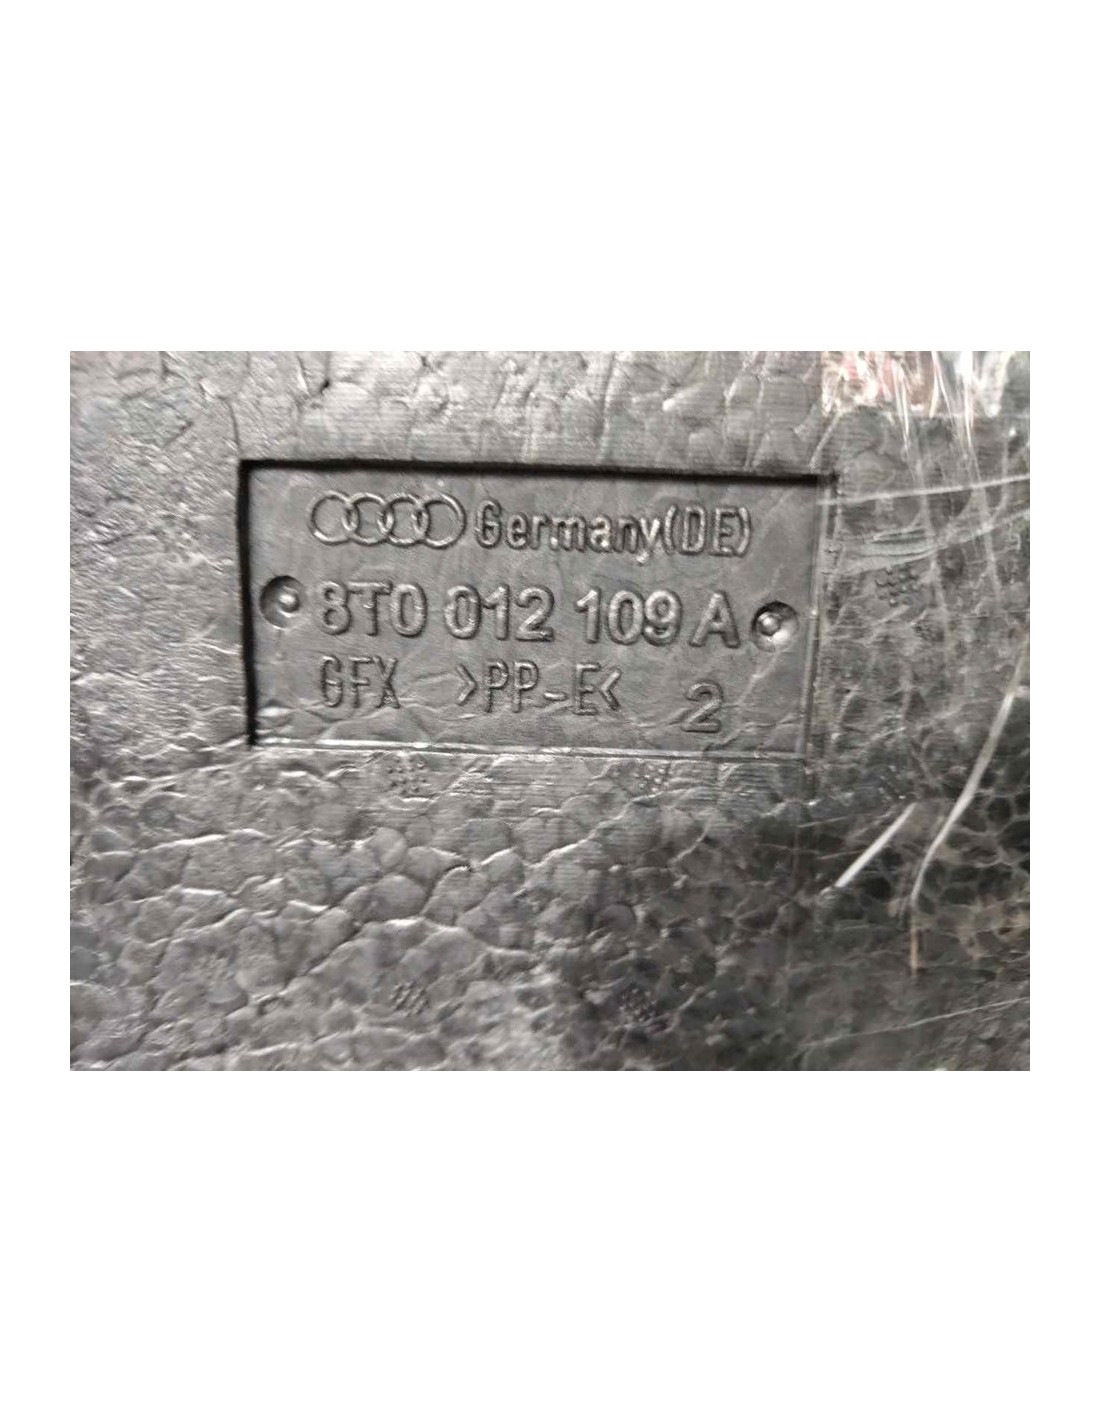 Germany(DE)
8T0 012 109 A
GFX >PP-E< 2